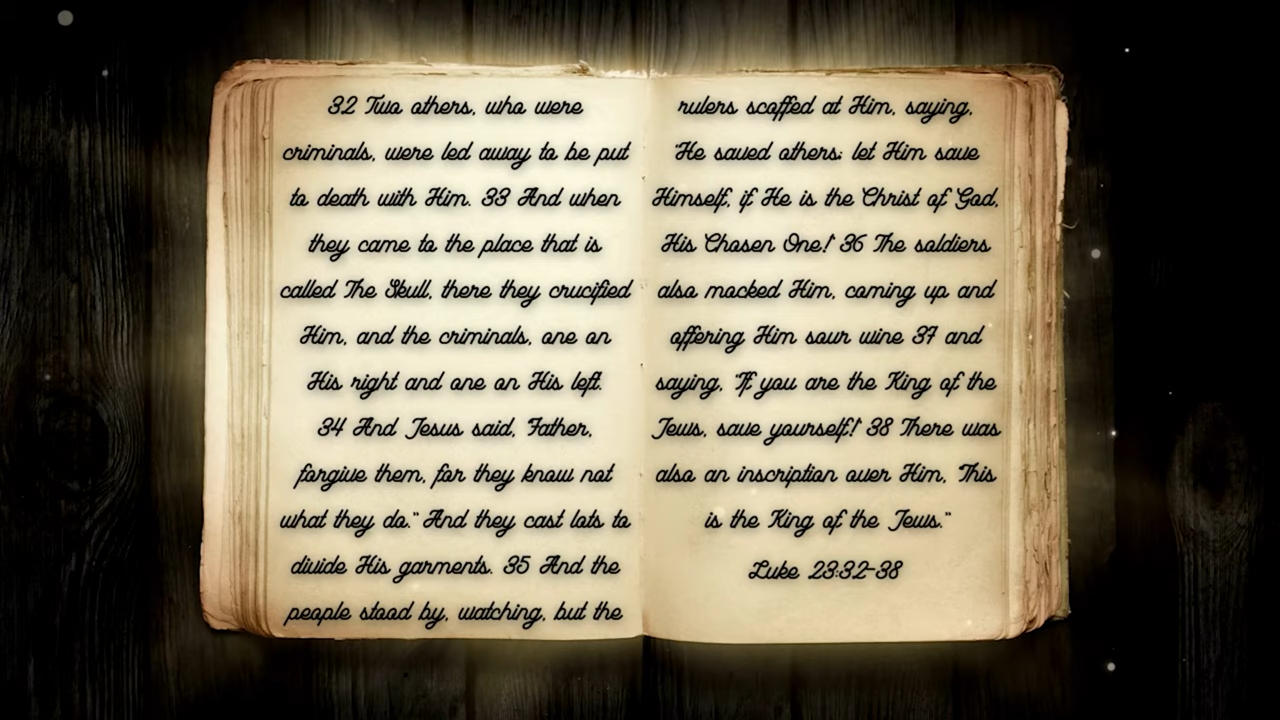 32 Two others, who were
criminals, were led away to be put
to death with Him. 33 And when
they came to the place that is
called The Skull, there they crucified
Him, and the criminals, one on
His right and one on His left.
34 And Jesus said, Father,
forgive them, for they know not
what they do." And they cast lots to
divide His garments. 35 And the
people stood by, watching, but the
rulers scoffed at Him, saying,
"He saved others; let Him save
Himself, if He is the Christ of God,
His Chosen One!" 36 The soldiers
also mocked Him, coming up and
offering Him sour wine 37 and
saying, "If you are the King of the
Jews, save yourself!" 38 There was
also an inscription over Him, "This
is the King of the Jews."
Luke 23:32-38